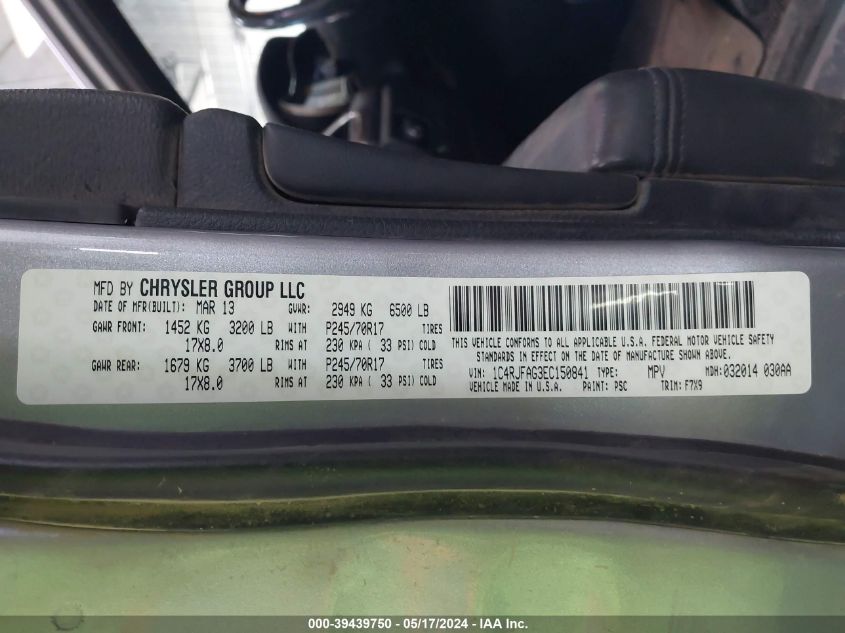 MFD BY CHRYSLER GROUP LLC
DATE OF MFR(BUILT): MAR 13 GVWR: 2949 KG 6500 LB
GAWR FRONT: 1452 KG 3200 LB WITH P245/70R17 TIRES
17X8.0 RIMS AT 230 KPA ( 33 PSI) COLD
GAWR REAR: 1679 KG 3700 LB WITH P245/70R17 TIRES
17X8.0 RIMS AT 230 KPA ( 33 PSI) COLD
THIS VEHICLE CONFORMS TO ALL APPLICABLE U.S.A. FEDERAL MOTOR VEHICLE SAFETY
STANDARDS IN EFFECT ON THE DATE OF MANUFACTURE SHOWN ABOVE.
VIN: 1C4RJFAG3EC150841 TYPE: MPV MDH: 032014 030AA
VEHICLE MADE IN U.S.A. PAINT: PSC TRIM: F7X9
000-39439750 - 05/17/2024 - IAA Inc.